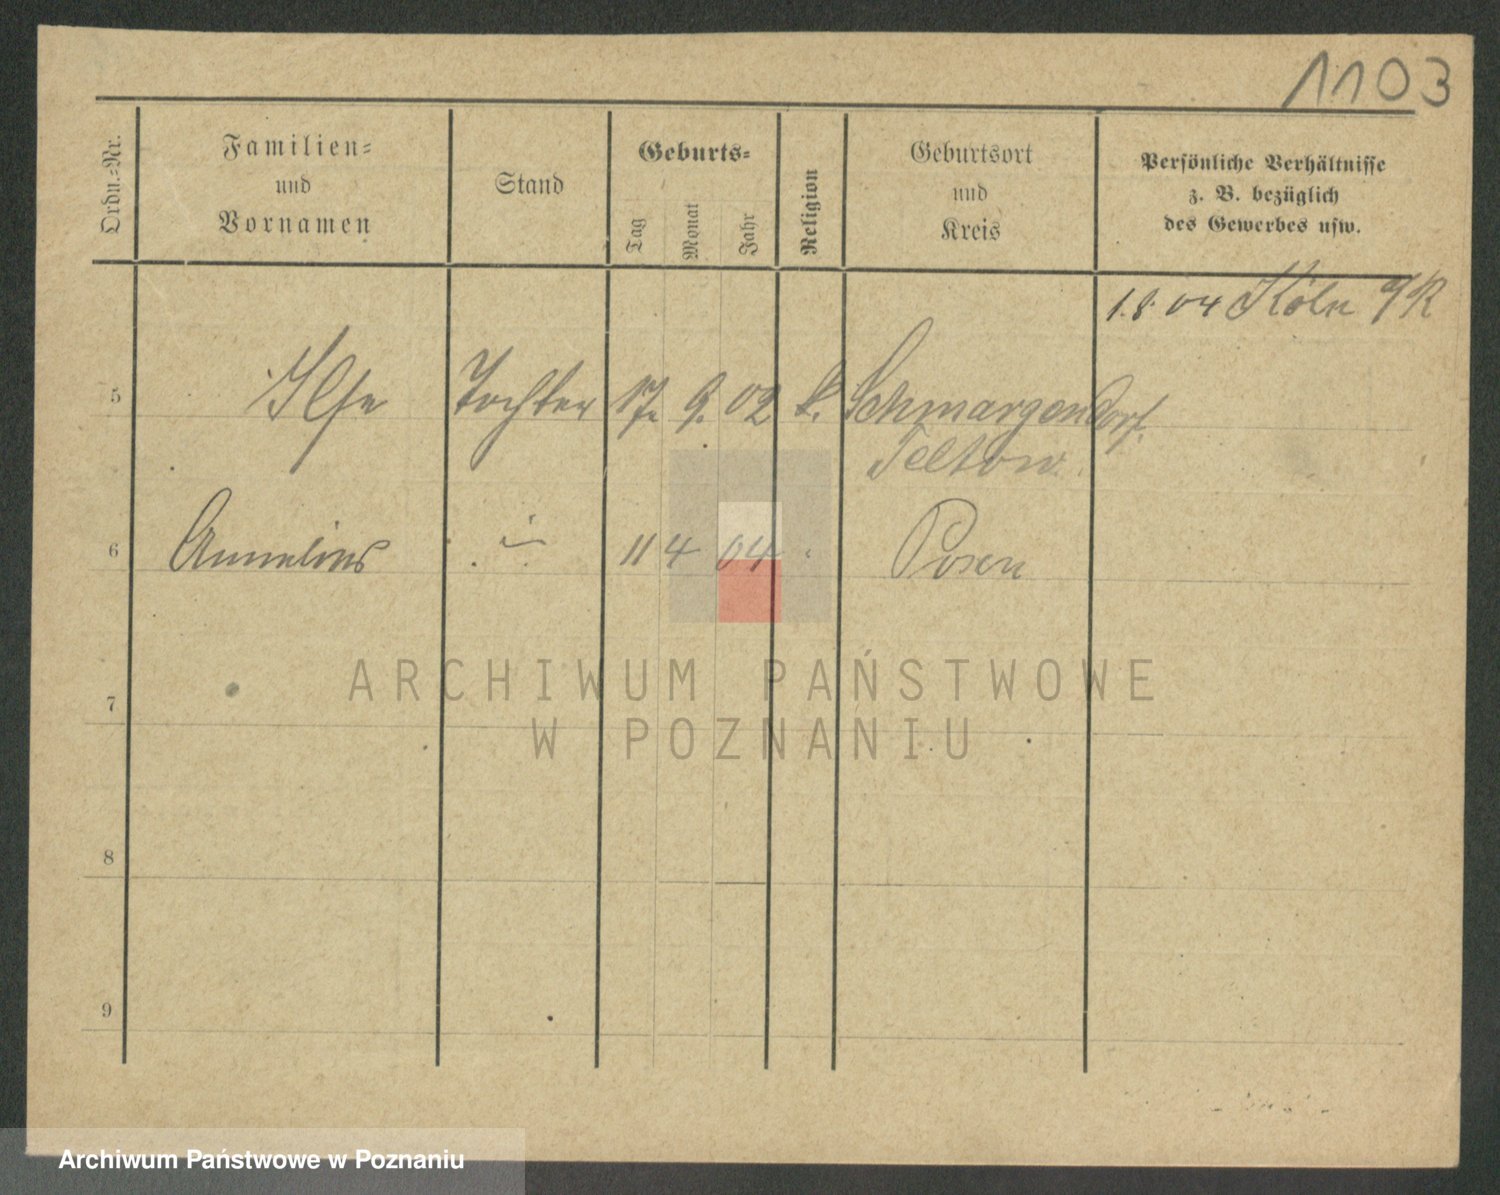 1103
Ordn.-Nr.
Familien-
und
Vornamen
Stand
Geburts-
Tag
Monat
Jahr
Religion
Geburtsort
und
Kreis
Persönliche Verhältnisse
z. B. bezüglich
des Gewerbes usw.
1.8.04 Köln
5 Ilse Tochter 17. 9. 02 k. Schmargendorf.
Teltow.
6 Annelies 11 4 04 Posen
7
ARCHIWUM PAŃSTWOWE
W POZNANIU
8
9
Archiwum Państwowe w Poznaniu